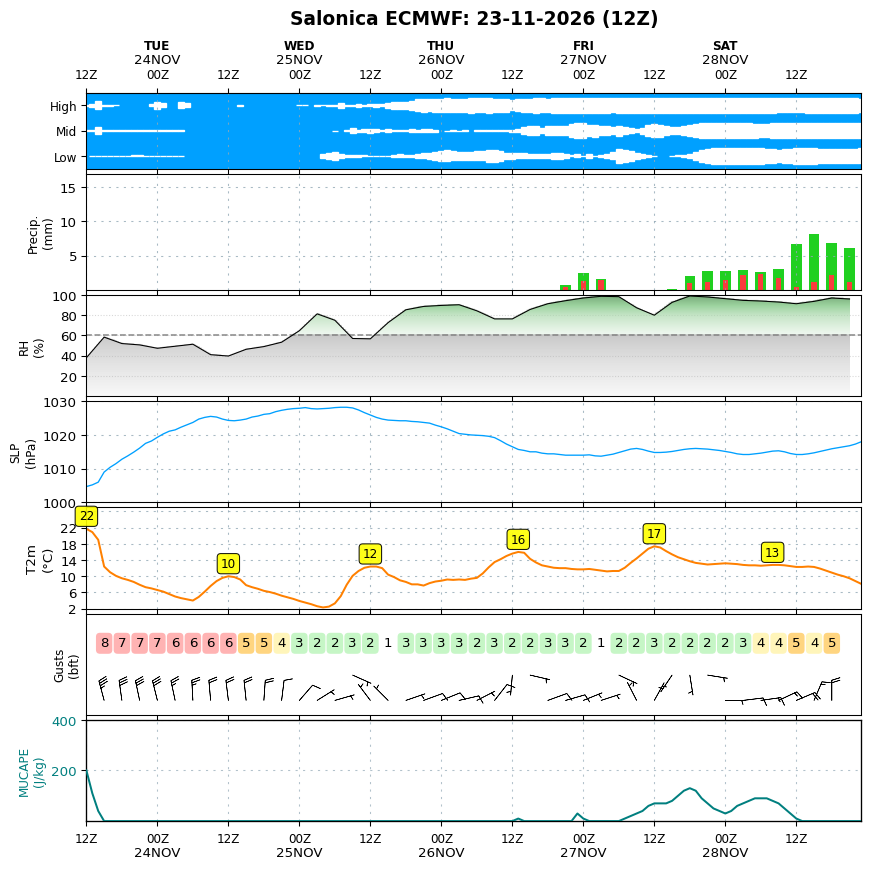 Salonica ECMWF: 23-11-2026 (12Z)
TUE WED THU FRI SAT
24NOV 25NOV 26NOV 27NOV 28NOV
12Z 00Z 12Z 00Z 12Z 00Z 12Z 00Z 12Z 00Z 12Z
High
Mid
Low
Precip.
(mm)
15
10
5
RH
(%)
100
80
60
40
20
SLP
(hPa)
1030
1020
1010
1000
T2m
(°C)
22
18
14
10
6
2
22 10 12 16 17 13
Gusts
(bft)
8 7 7 7 6 6 6 6 5 5 4 3 2 2 3 2 1 3 3 3 3 2 3 2 2 3 3 2 1 2 2 3 2 2 2 2 3 4 4 5 4 5
MUCAPE
(J/kg)
400
200
12Z 00Z 12Z 00Z 12Z 00Z 12Z 00Z 12Z 00Z 12Z
24NOV 25NOV 26NOV 27NOV 28NOV